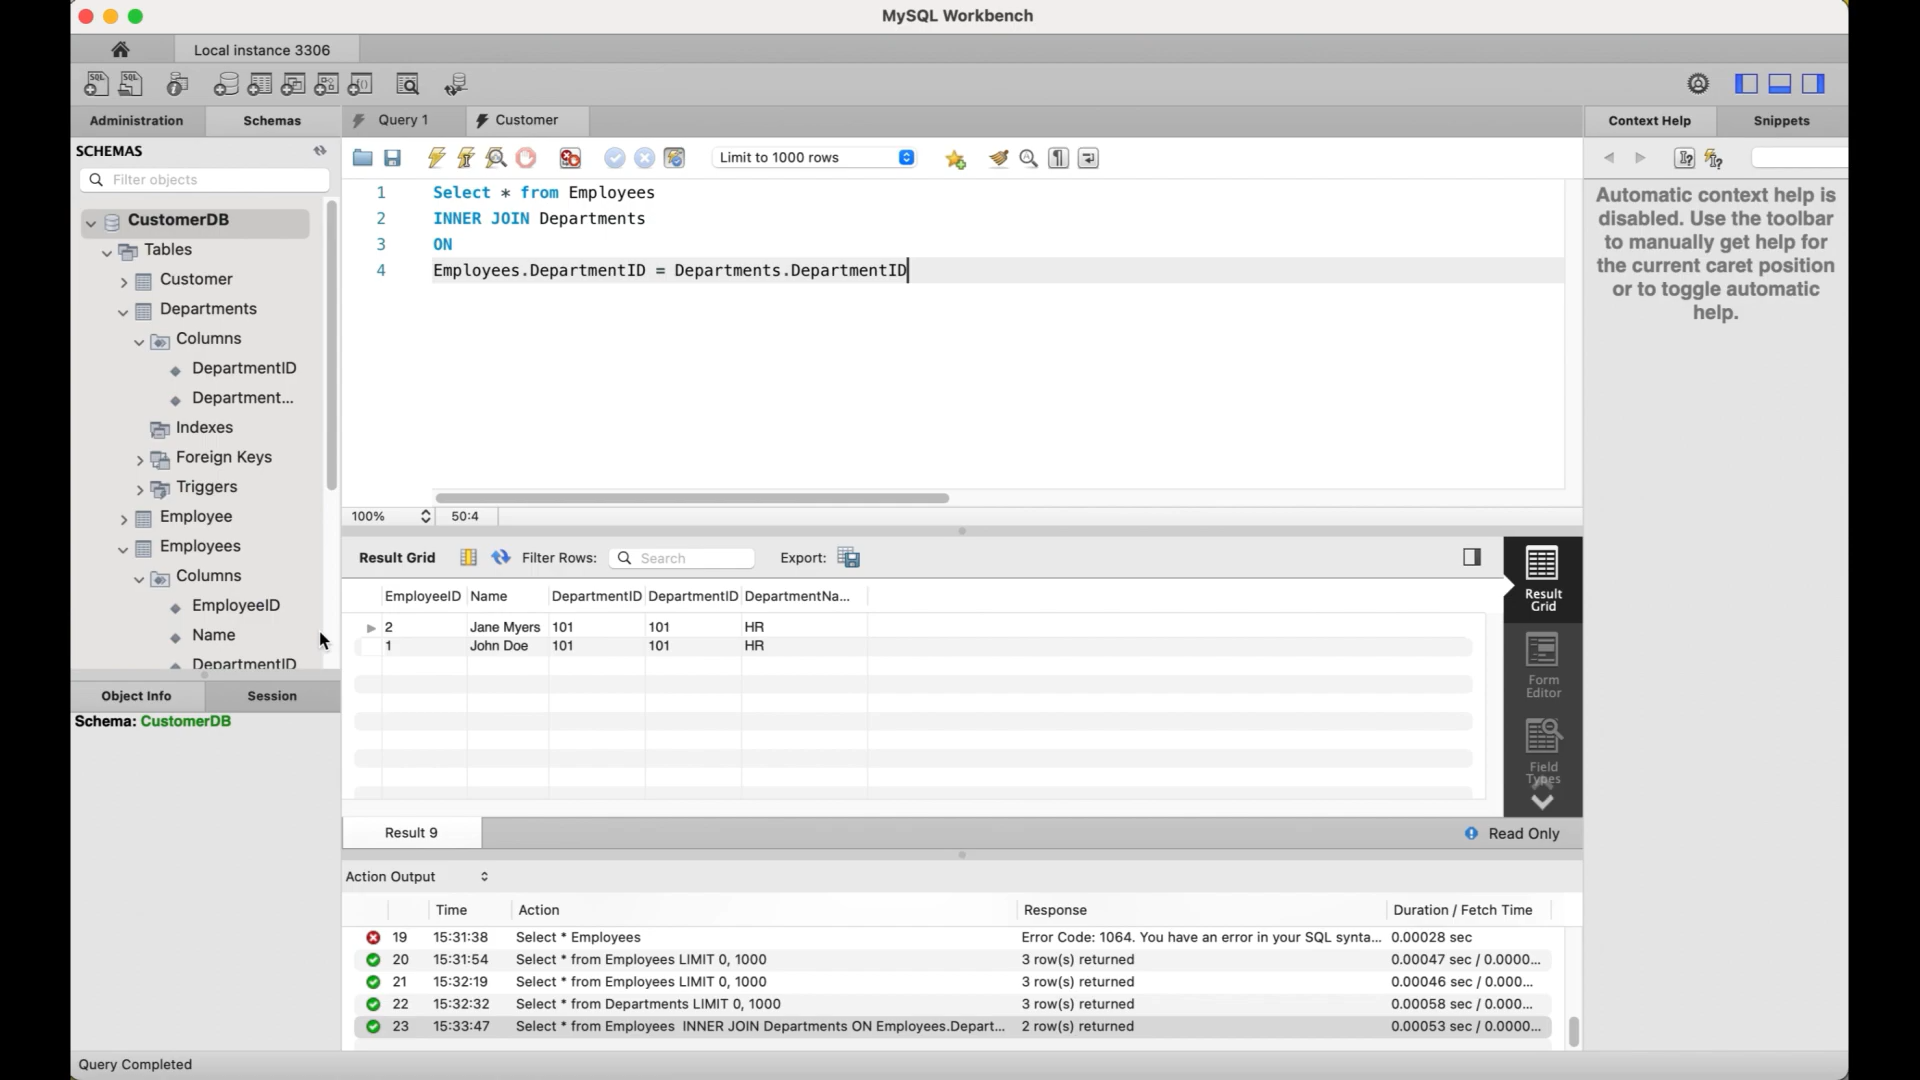 MySQL Workbench
Local instance 3306
Administration
Schemas
Query 1
Customer
Context Help
Snippets
SCHEMAS
Limit to 1000 rows
Filter objects
CustomerDB
Tables
Customer
Departments
Columns
DepartmentID
Department...
Indexes
Foreign Keys
Triggers
Employee
Employees
Columns
EmployeeID
Name
DepartmentID
1 Select * from Employees
2 INNER JOIN Departments
3 ON
4 Employees.DepartmentID = Departments.DepartmentID
Automatic context help is
disabled. Use the toolbar
to manually get help for
the current caret position
or to toggle automatic
help.
100% 50:4
Result Grid Filter Rows: Search Export:
EmployeeID Name DepartmentID DepartmentID DepartmentNa...
2 Jane Myers 101 101 HR
1 John Doe 101 101 HR
Result
Grid
Form
Editor
Field
Types
Object Info Session
Schema: CustomerDB
Result 9
Read Only
Action Output
Time Action Response Duration / Fetch Time
19 15:31:38 Select * Employees Error Code: 1064. You have an error in your SQL synta... 0.00028 sec
20 15:31:54 Select * from Employees LIMIT 0, 1000 3 row(s) returned 0.00047 sec / 0.0000...
21 15:32:19 Select * from Employees LIMIT 0, 1000 3 row(s) returned 0.00046 sec / 0.000...
22 15:32:32 Select * from Departments LIMIT 0, 1000 3 row(s) returned 0.00058 sec / 0.000...
23 15:33:47 Select * from Employees INNER JOIN Departments ON Employees.Depart... 2 row(s) returned 0.00053 sec / 0.0000...
Query Completed